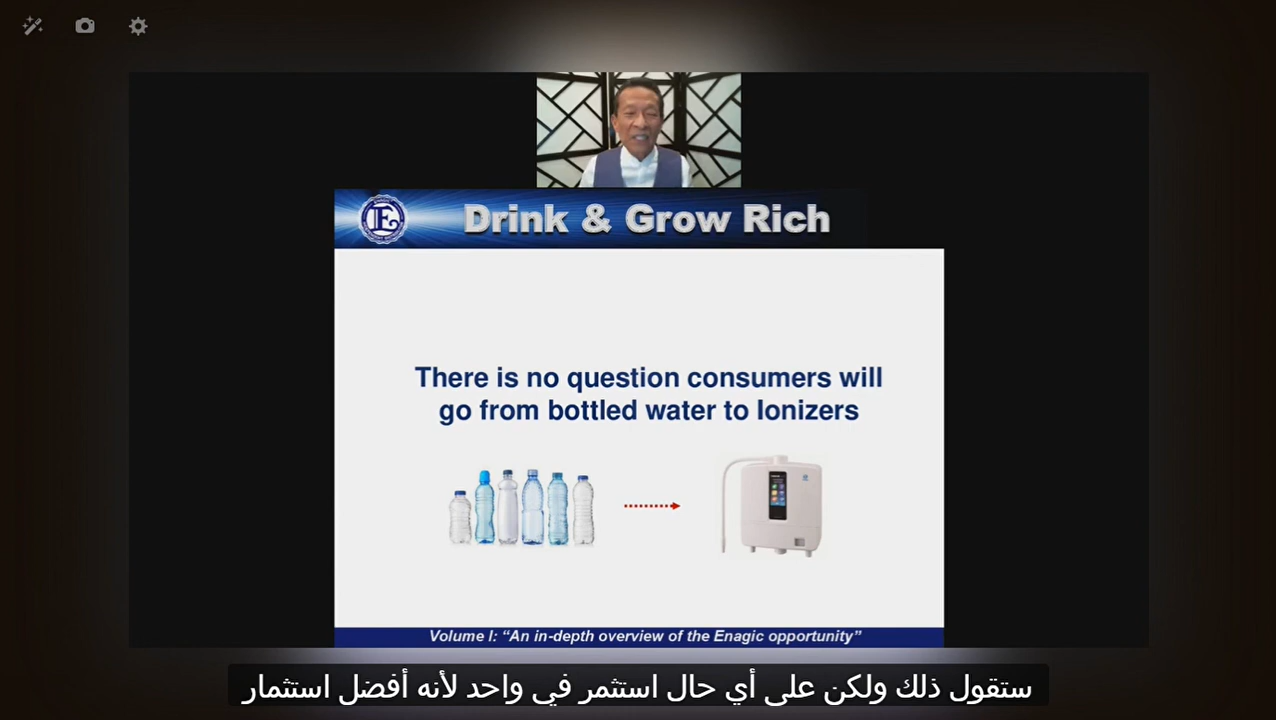 E
Drink & Grow Rich
There is no question consumers will
go from bottled water to Ionizers
Volume I: “An in-depth overview of the Enagic opportunity”
ستقول ذلك ولكن على أي حال استثمر في واحد لأنه أفضل استثمار